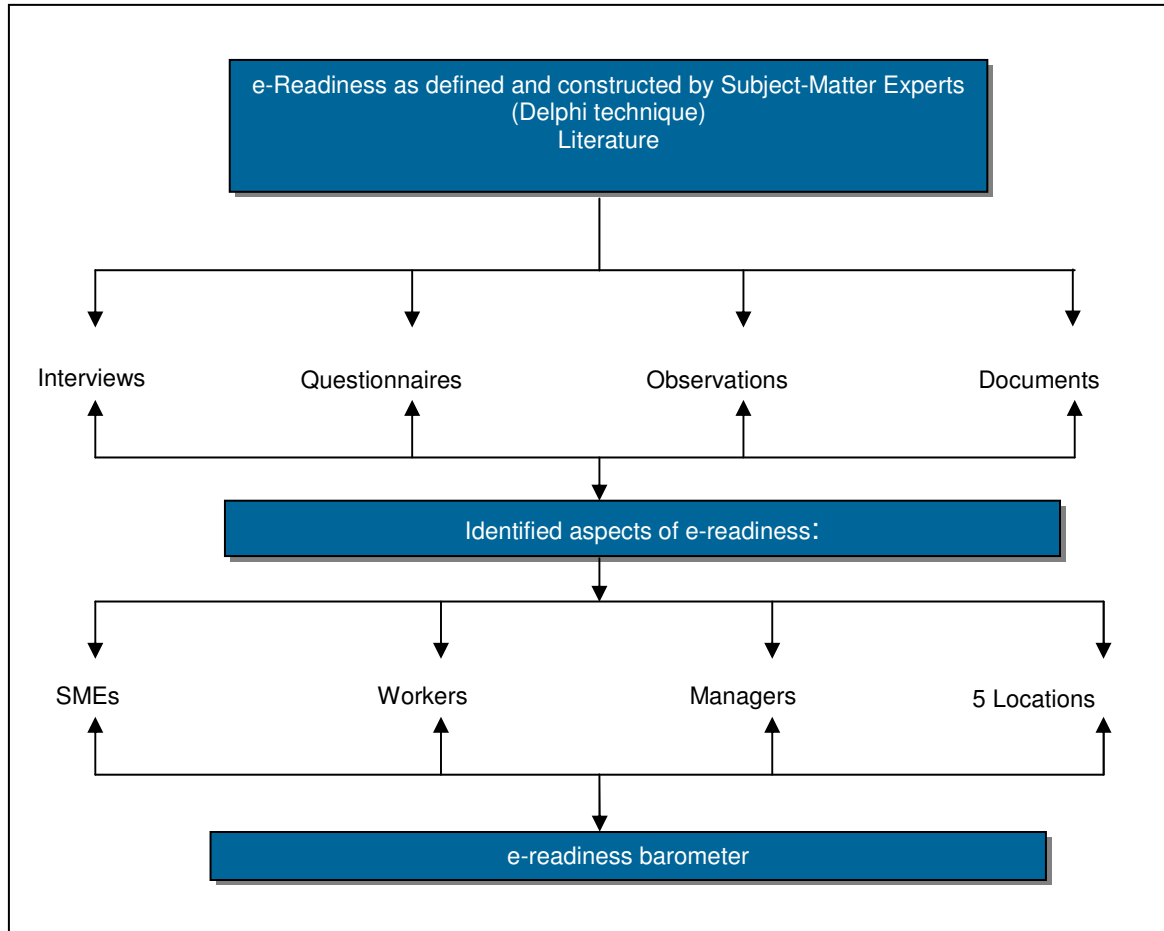 e-Readiness as defined and constructed by Subject-Matter Experts
(Delphi technique)
Literature
Interviews
Questionnaires
Observations
Documents
Identified aspects of e-readiness:
SMEs
Workers
Managers
5 Locations
e-readiness barometer